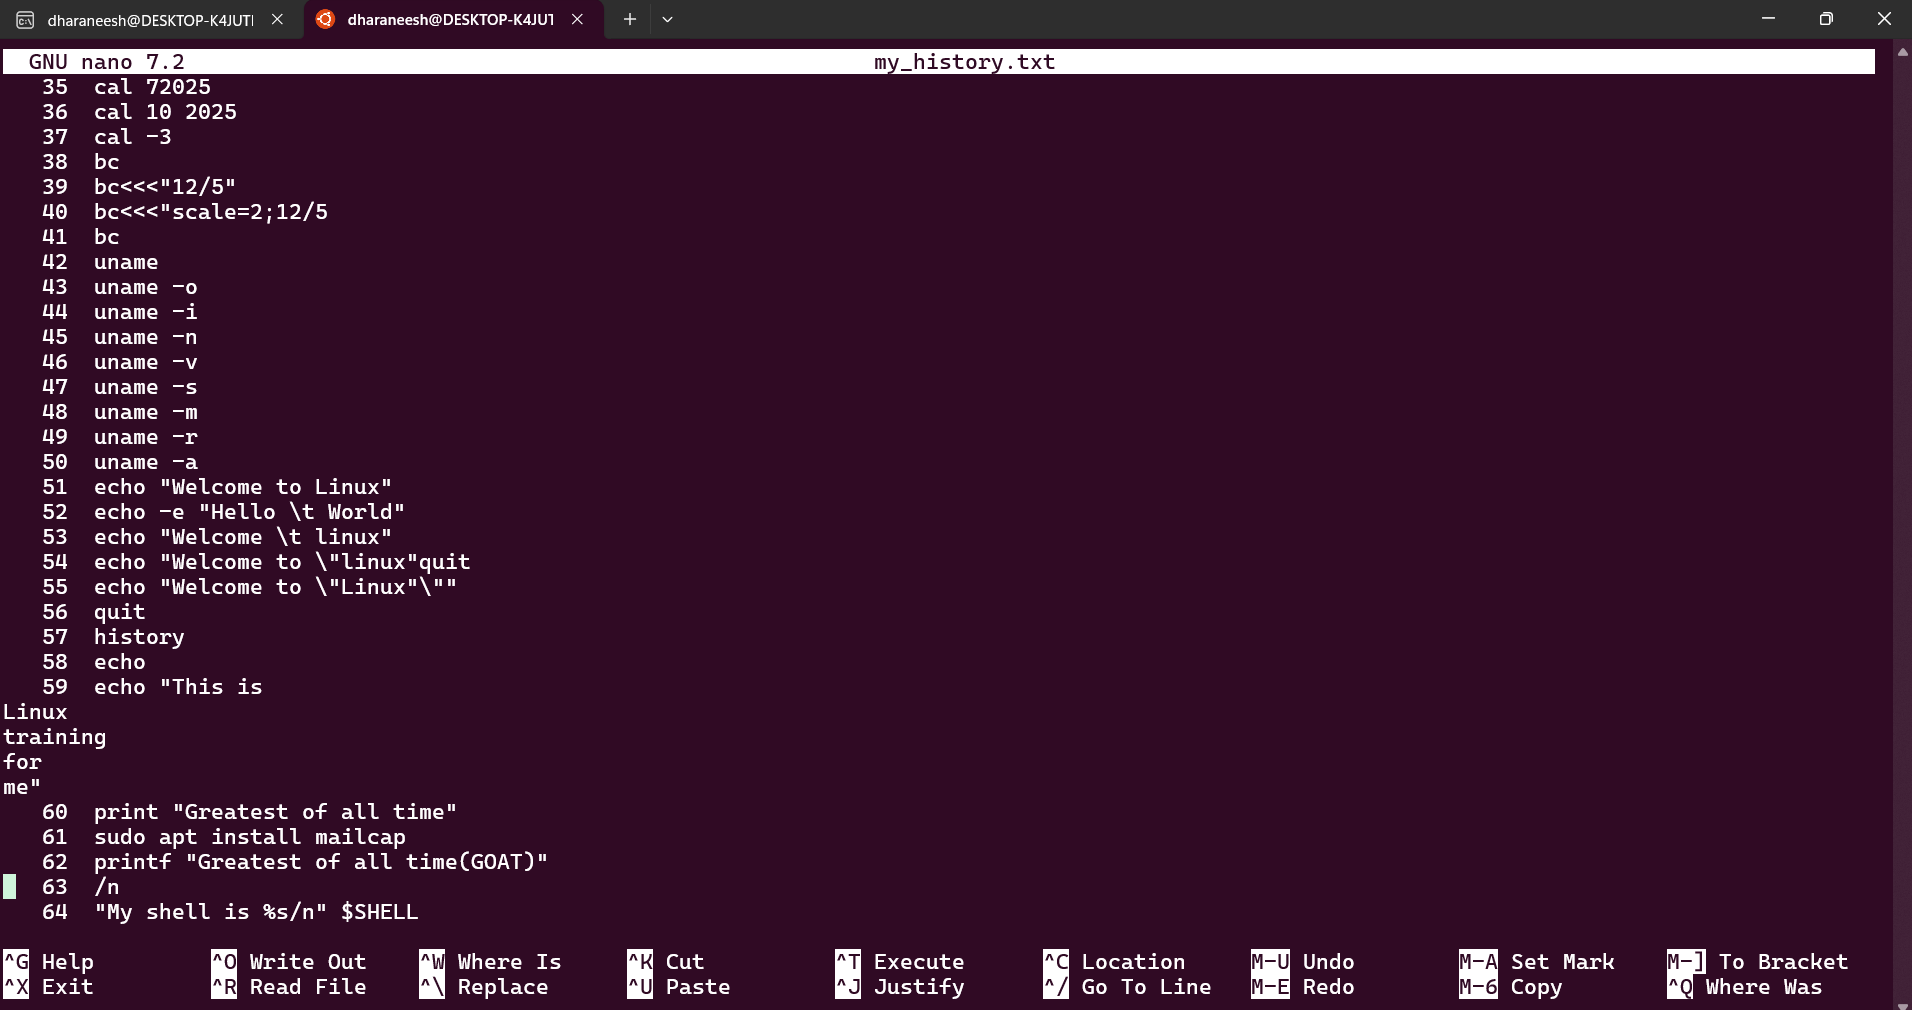 dharaneesh@DESKTOP-K4JUTI
dharaneesh@DESKTOP-K4JUT
GNU nano 7.2 my_history.txt
35 cal 72025
36 cal 10 2025
37 cal -3
38 bc
39 bc<<<"12/5"
40 bc<<<"scale=2;12/5
41 bc
42 uname
43 uname -o
44 uname -i
45 uname -n
46 uname -v
47 uname -s
48 uname -m
49 uname -r
50 uname -a
51 echo "Welcome to Linux"
52 echo -e "Hello \t World"
53 echo "Welcome \t linux"
54 echo "Welcome to \"linux"quit
55 echo "Welcome to \"Linux"\""
56 quit
57 history
58 echo
59 echo "This is
Linux
training
for
me"
60 print "Greatest of all time"
61 sudo apt install mailcap
62 printf "Greatest of all time(GOAT)"
63 /n
64 "My shell is %s/n" $SHELL
^G Help ^O Write Out ^W Where Is ^K Cut ^T Execute ^C Location M-U Undo M-A Set Mark M-] To Bracket
^X Exit ^R Read File ^\ Replace ^U Paste ^J Justify ^/ Go To Line M-E Redo M-6 Copy ^Q Where Was